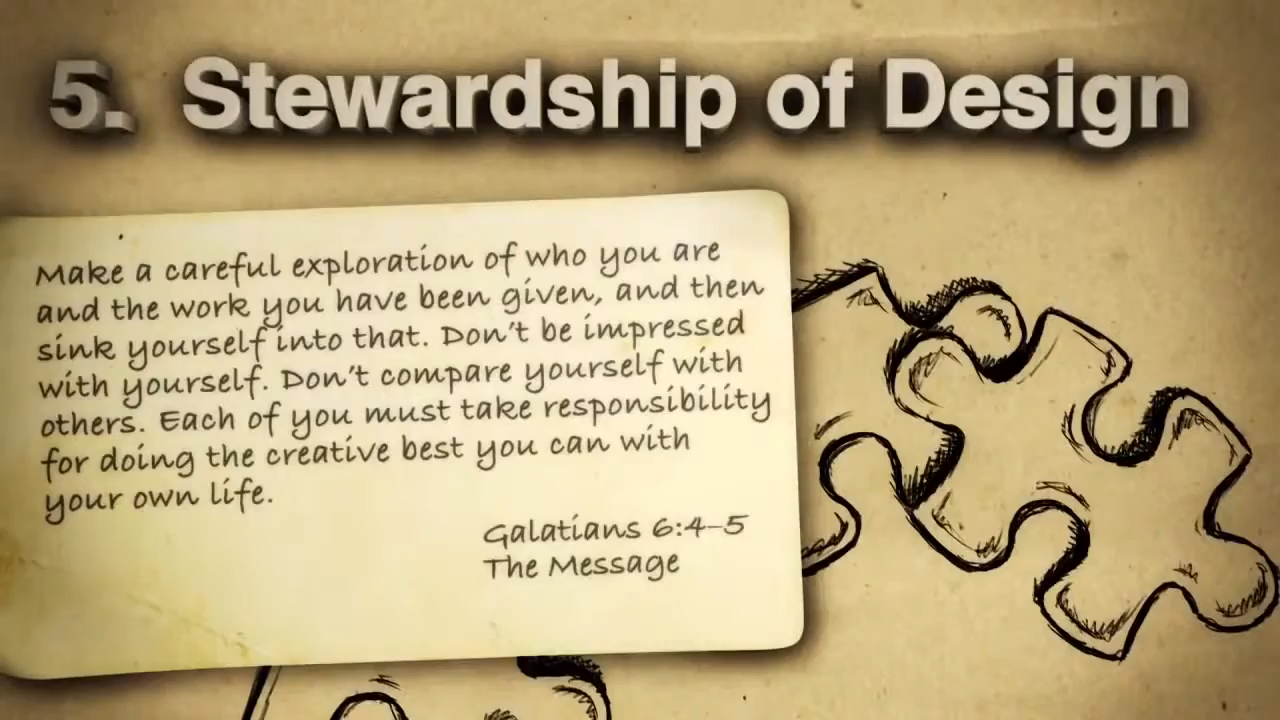 5. Stewardship of Design
Make a careful exploration of who you are
and the work you have been given, and then
sink yourself into that. Don't be impressed
with yourself. Don't compare yourself with
others. Each of you must take responsibility
for doing the creative best you can with
your own life.
Galatians 6:4–5
The Message